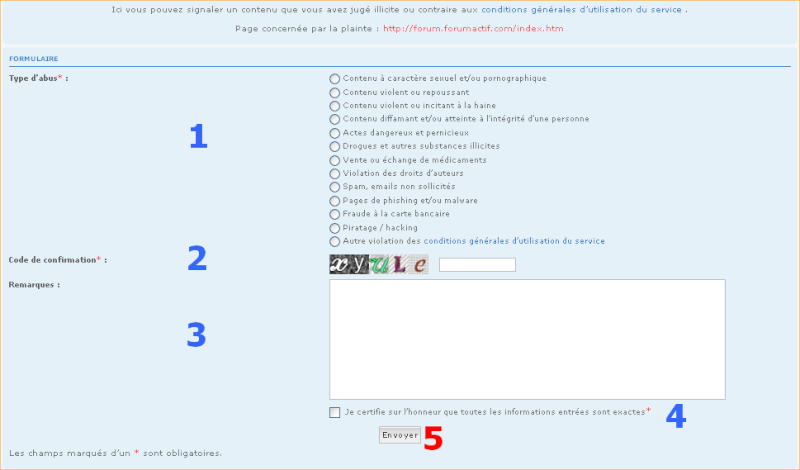 Ici vous pouvez signaler un contenu que vous avez jugé illicite ou contraire aux conditions générales d'utilisation du service .
Page concernée par la plainte : http://forum.forumactif.com/index.htm
FORMULAIRE
Type d'abus* :
Contenu à caractère sexuel et/ou pornographique
Contenu violent ou repoussant
Contenu violent ou incitant à la haine
Contenu diffamant et/ou atteinte à l'intégrité d'une personne
1
Actes dangereux et pernicieux
Drogues et autres substances illicites
Vente ou échange de médicaments
Violation des droits d'auteurs
Spam, emails non sollicités
Pages de phishing et/ou malware
Fraude à la carte bancaire
Piratage / hacking
Autre violation des conditions générales d'utilisation du service
2
Code de confirmation* :
xyuLe
Remarques :
3
Je certifie sur l'honneur que toutes les informations entrées sont exactes*
4
Envoyer
5
Les champs marqués d'un * sont obligatoires.